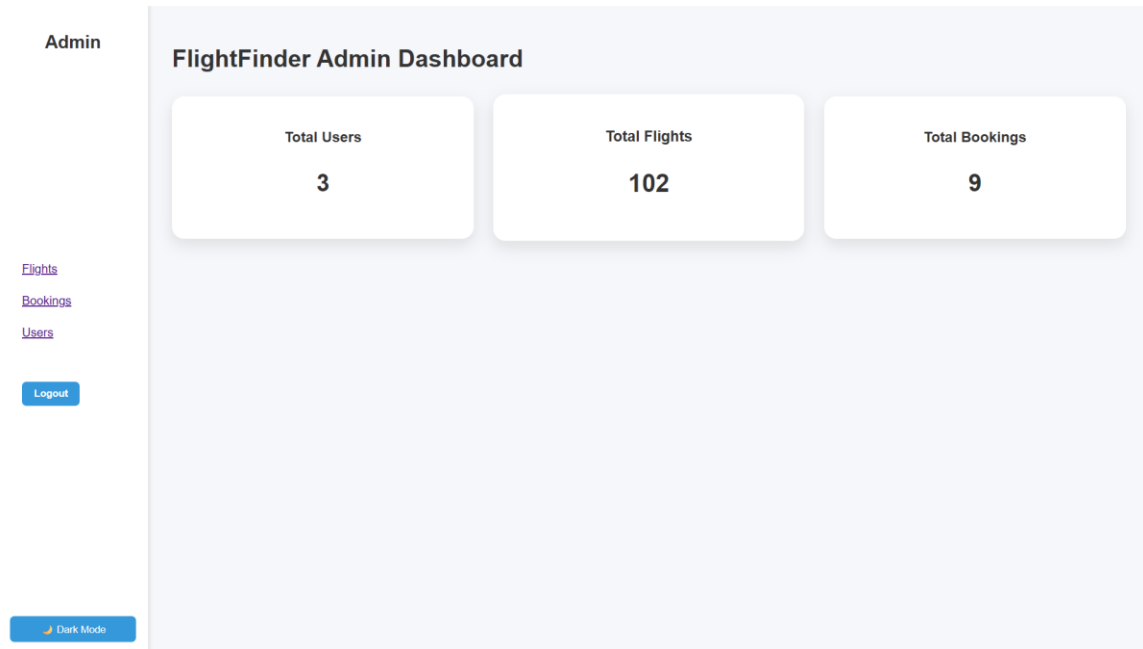 Admin
FlightFinder Admin Dashboard
Total Users
3
Total Flights
102
Total Bookings
9
Flights
Bookings
Users
Logout
🌙 Dark Mode